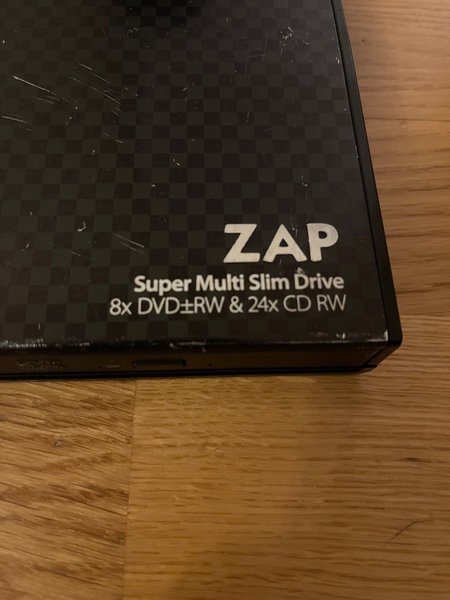 ZAP
Super Multi Slim Drive
8x DVD±RW & 24x CD RW